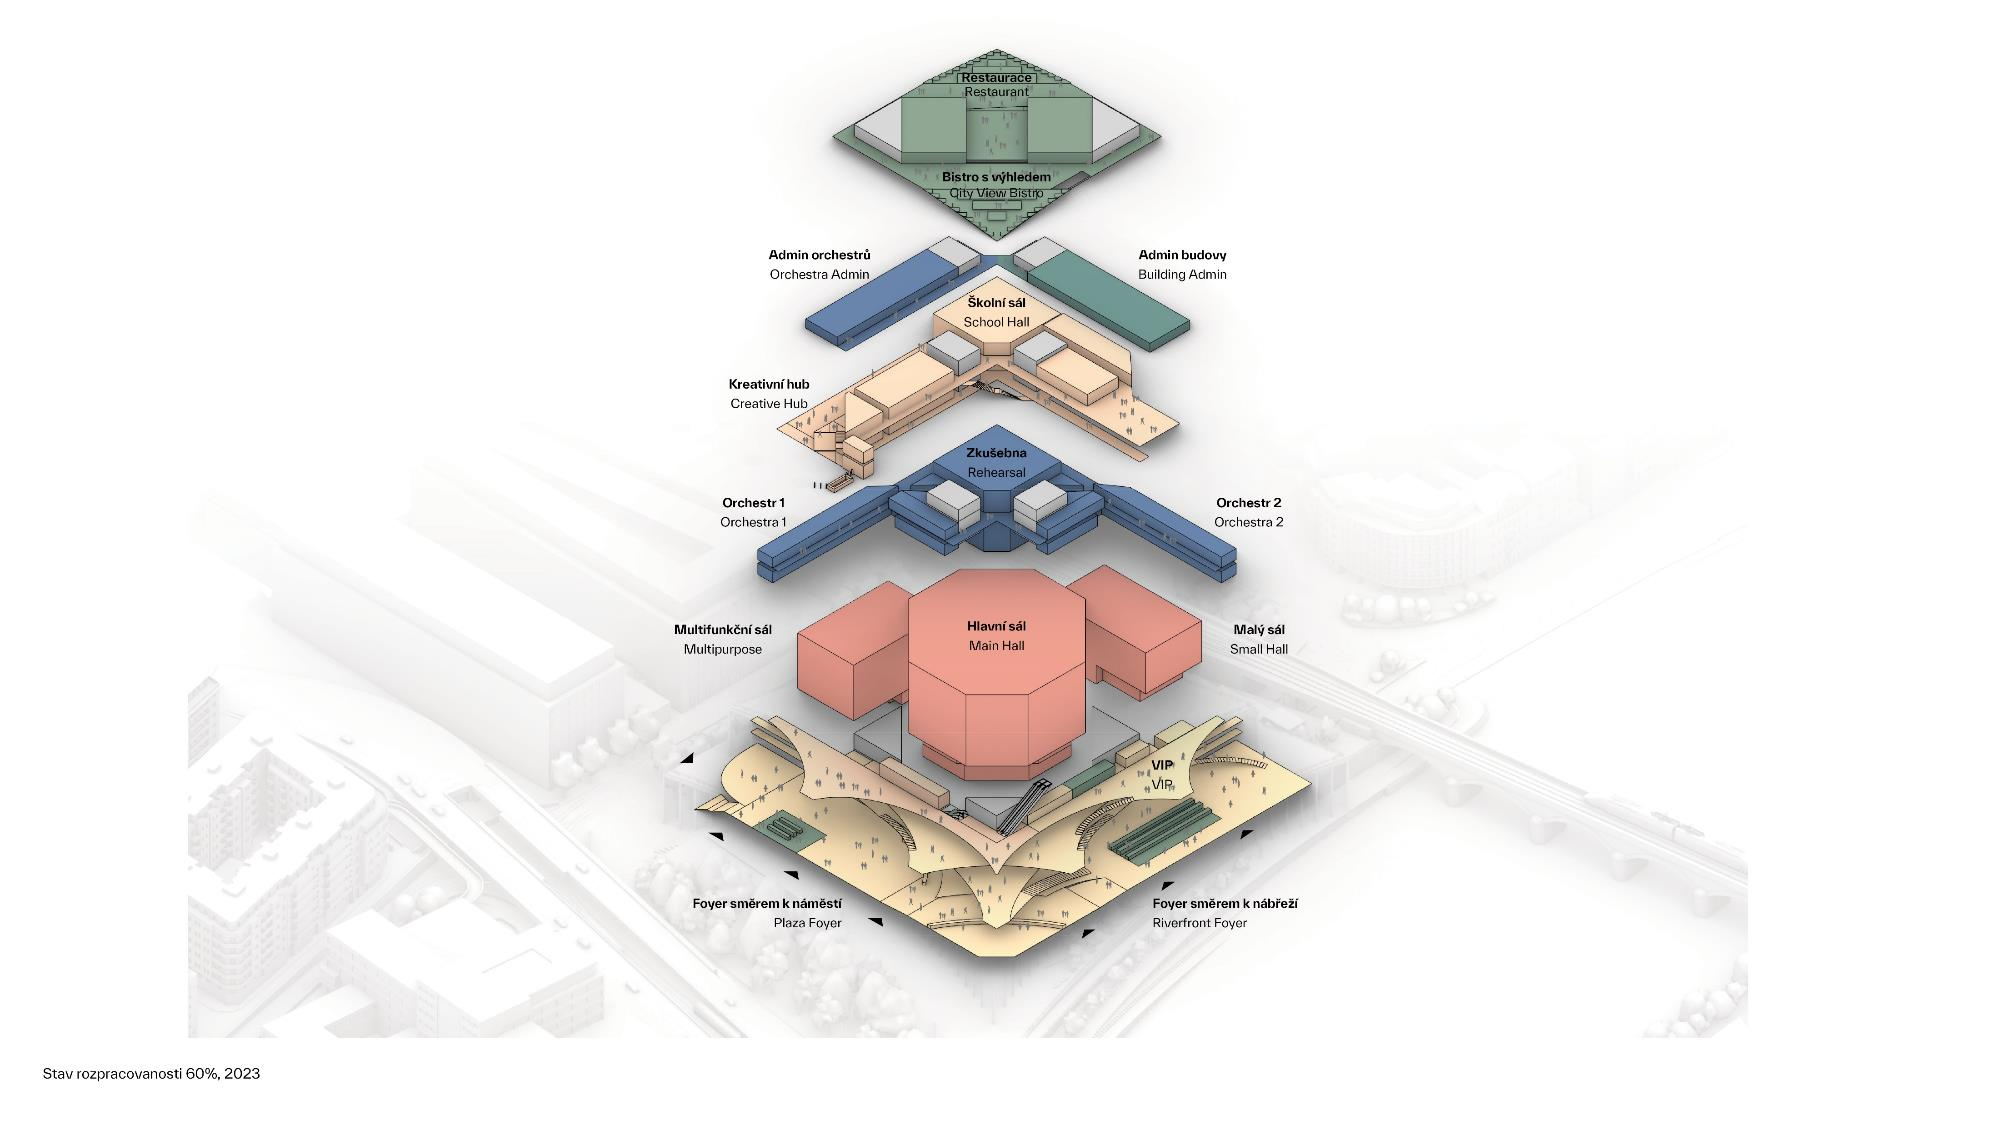 Restaurace
Restaurant
Bistro s výhledem
City View Bistro
Admin orchestrů
Orchestra Admin
Admin budovy
Building Admin
Školní sál
School Hall
Kreativní hub
Creative Hub
Zkušebna
Rehearsal
Orchestr 1
Orchestra 1
Orchestr 2
Orchestra 2
Multifunkční sál
Multipurpose
Hlavní sál
Main Hall
Malý sál
Small Hall
VIP
VIP
Foyer směrem k náměstí
Plaza Foyer
Foyer směrem k nábřeží
Riverfront Foyer
Stav rozpracovanosti 60%, 2023